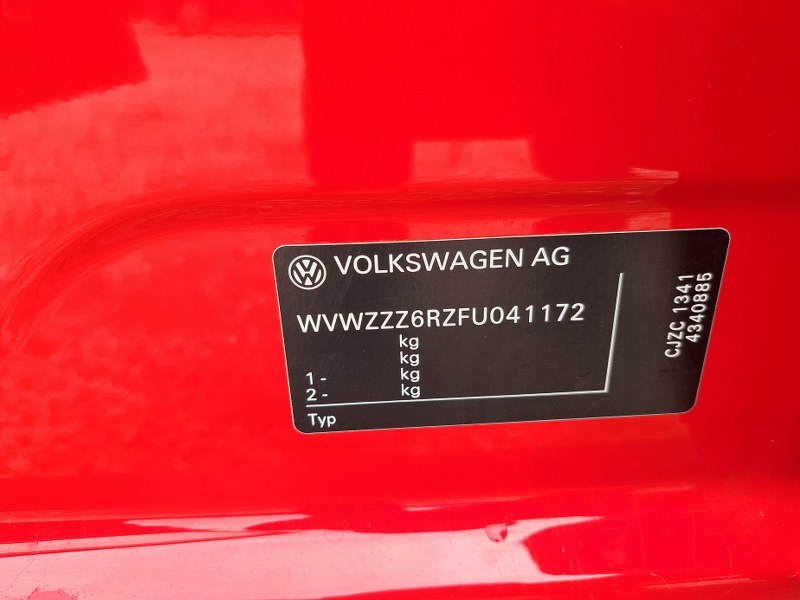 VOLKSWAGEN AG
WVWZZZ6RZFU041172
kg
kg
1 - kg
2 - kg
Typ
CJZC 1341
4340885